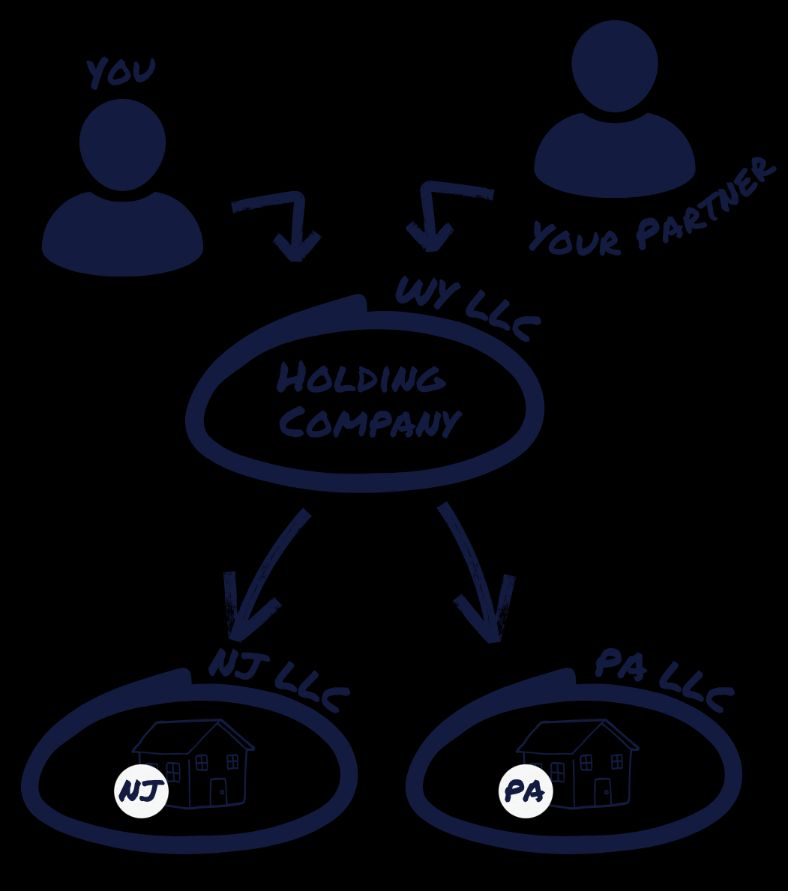 YOU
YOUR PARTNER
WY LLC
HOLDING
COMPANY
NJ LLC
PA LLC
NJ
PA